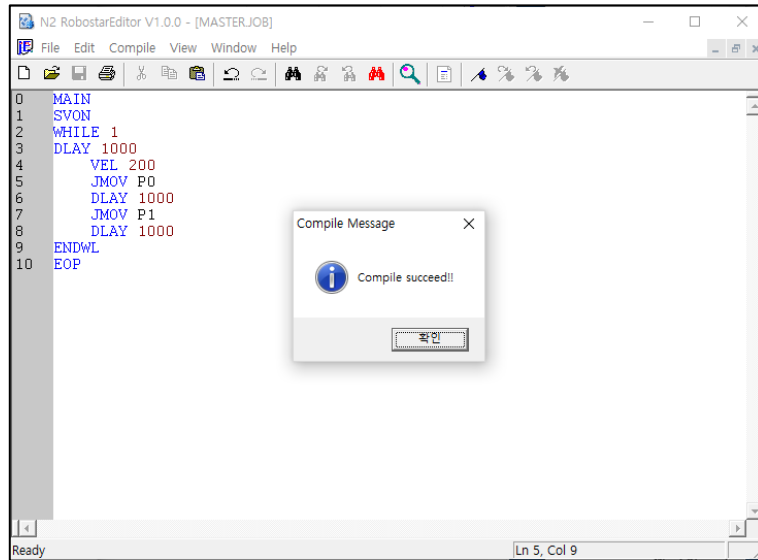 N2 RobostarEditor V1.0.0 - [MASTER.JOB]
File Edit Compile View Window Help
0 MAIN
1 SVON
2 WHILE 1
3 DLAY 1000
4 VEL 200
5 JMOV P0
6 DLAY 1000
7 JMOV P1
8 DLAY 1000
9 ENDWL
10 EOP
Compile Message
Compile succeed!!
확인
Ready Ln 5, Col 9